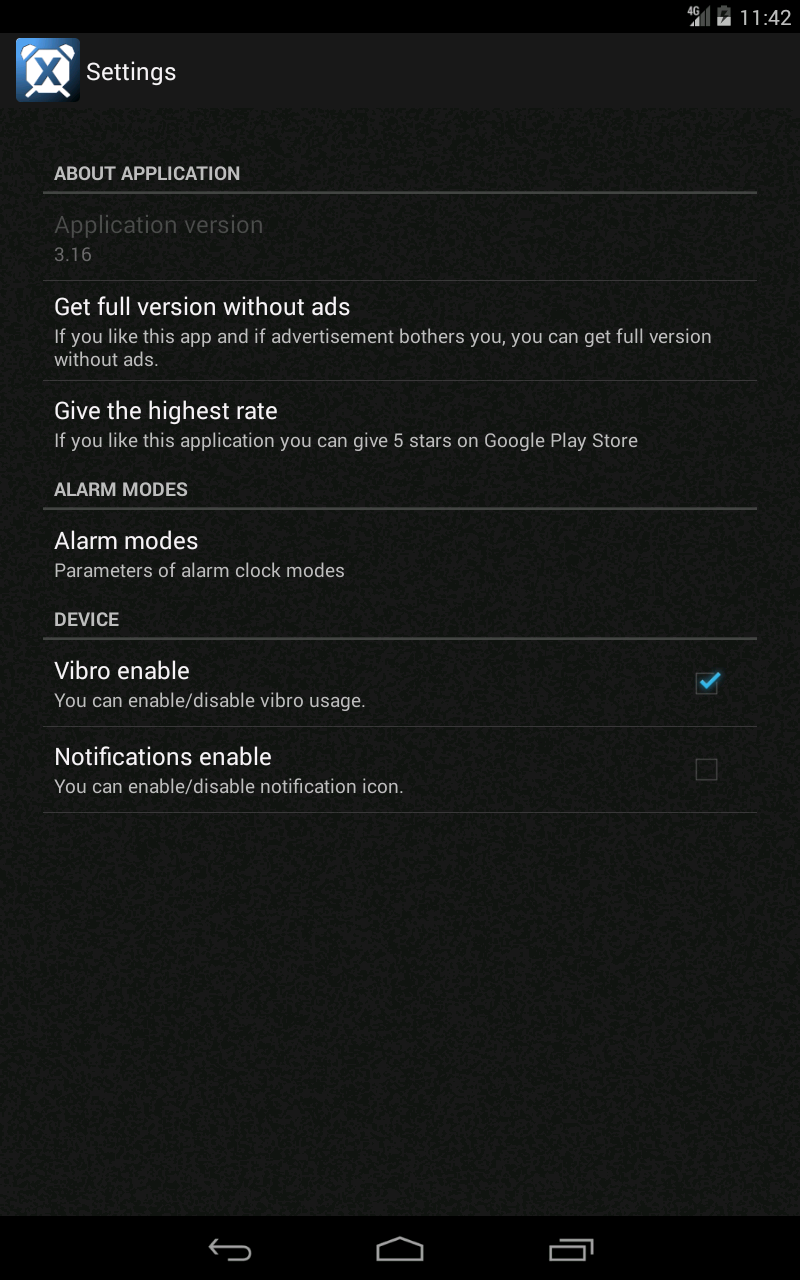 4G 11:42
X Settings
ABOUT APPLICATION
Application version
3.16
Get full version without ads
If you like this app and if advertisement bothers you, you can get full version
without ads.
Give the highest rate
If you like this application you can give 5 stars on Google Play Store
ALARM MODES
Alarm modes
Parameters of alarm clock modes
DEVICE
Vibro enable
You can enable/disable vibro usage.
Notifications enable
You can enable/disable notification icon.